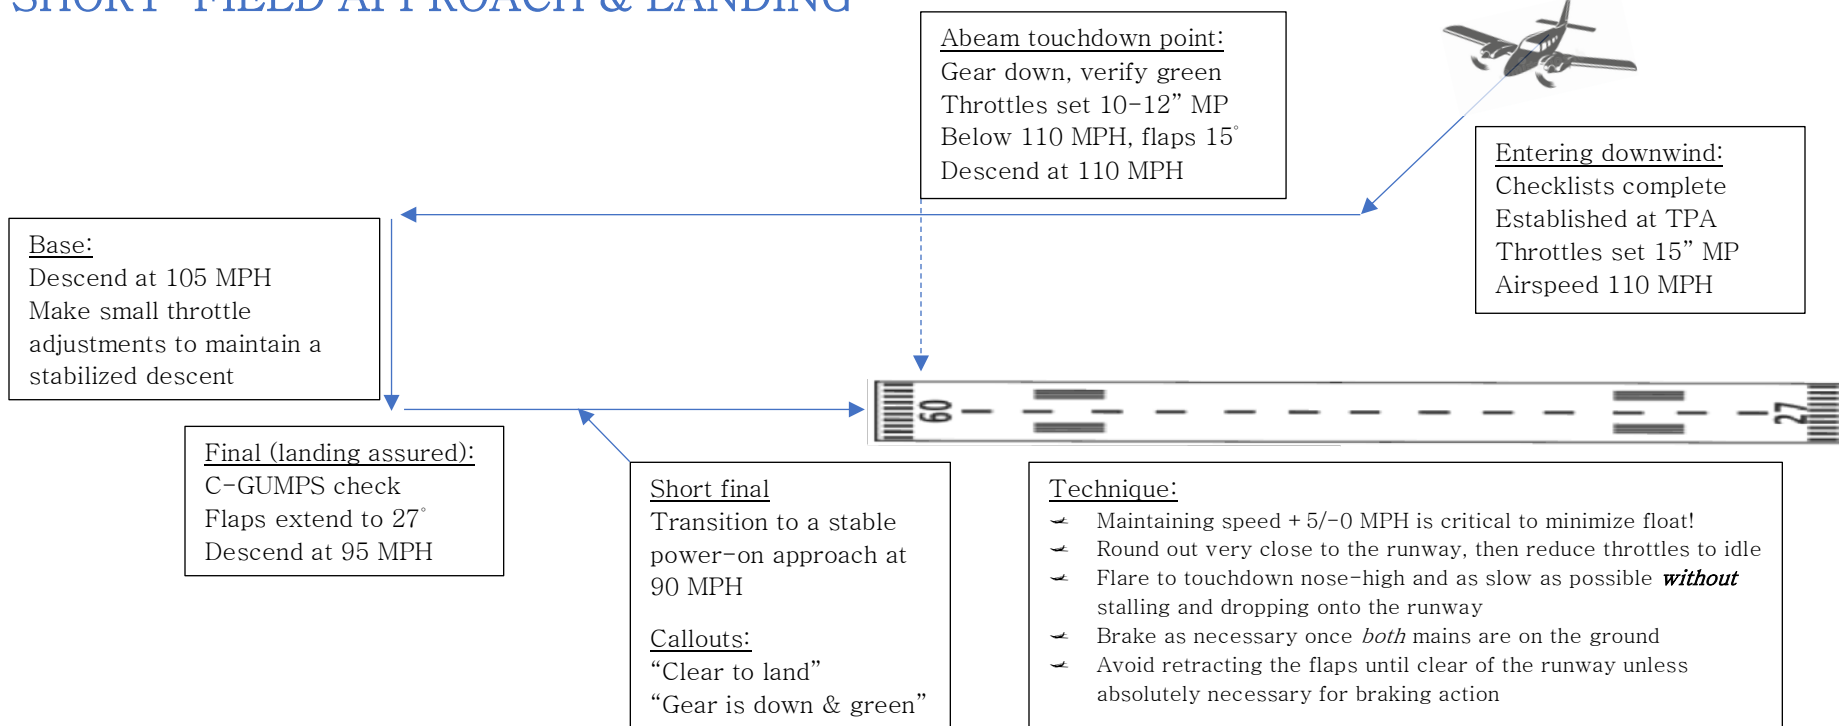 SHORT-FIELD APPROACH & LANDING
Abeam touchdown point:
Gear down, verify green
Throttles set 10-12” MP
Below 110 MPH, flaps 15°
Descend at 110 MPH
Entering downwind:
Checklists complete
Established at TPA
Throttles set 15” MP
Airspeed 110 MPH
Base:
Descend at 105 MPH
Make small throttle
adjustments to maintain a
stabilized descent
09
27
Final (landing assured):
C-GUMPS check
Flaps extend to 27°
Descend at 95 MPH
Short final
Transition to a stable
power-on approach at
90 MPH
Callouts:
“Clear to land”
“Gear is down & green”
Technique:
Maintaining speed + 5/-0 MPH is critical to minimize float!
Round out very close to the runway, then reduce throttles to idle
Flare to touchdown nose-high and as slow as possible without
stalling and dropping onto the runway
Brake as necessary once both mains are on the ground
Avoid retracting the flaps until clear of the runway unless
absolutely necessary for braking action